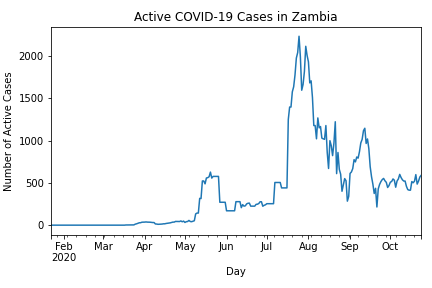 Active COVID-19 Cases in Zambia
Number of Active Cases
2000
1500
1000
500
0
Feb Mar Apr May Jun Jul Aug Sep Oct
2020
Day